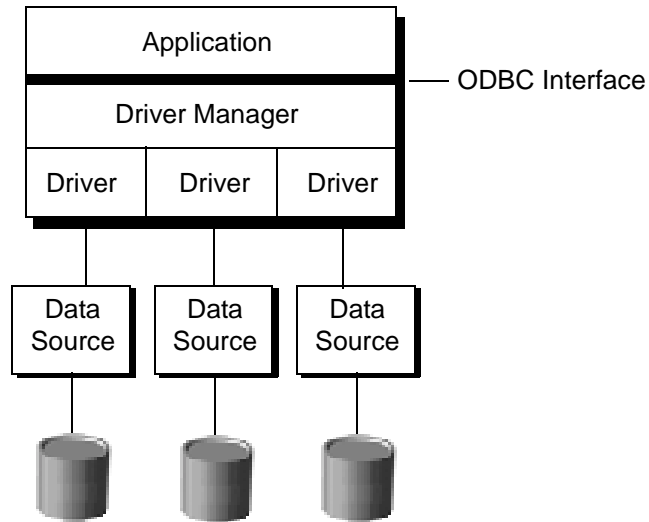 Application
ODBC Interface
Driver Manager
Driver
Driver
Driver
Data
Source
Data
Source
Data
Source